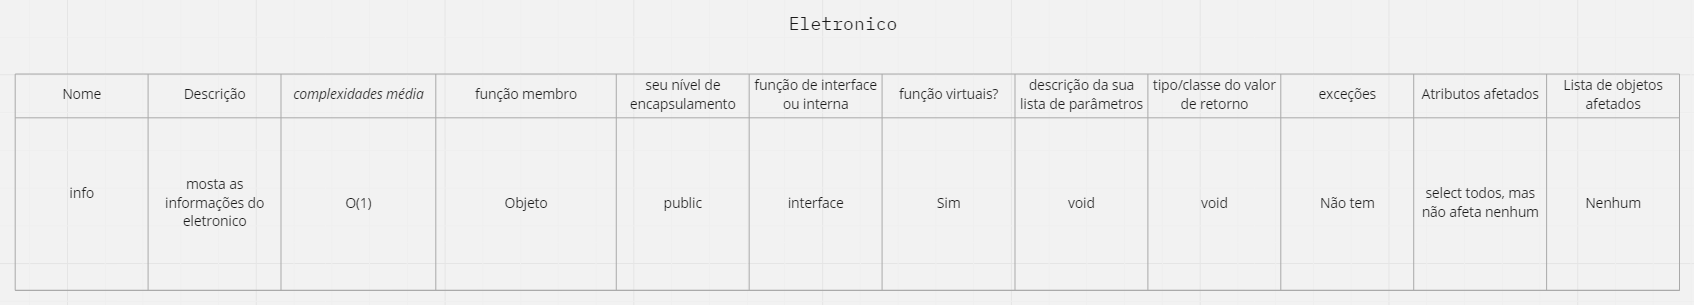 Eletronico
Nome
Descrição
complexidades média
função membro
seu nível de
encapsulamento
função de interface
ou interna
função virtuais?
descrição da sua
lista de parâmetros
tipo/classe do valor
de retorno
exceções
Atributos afetados
Lista de objetos
afetados
info
mosta as
informações do
eletronico
O(1)
Objeto
public
interface
Sim
void
void
Não tem
select todos, mas
não afeta nenhum
Nenhum